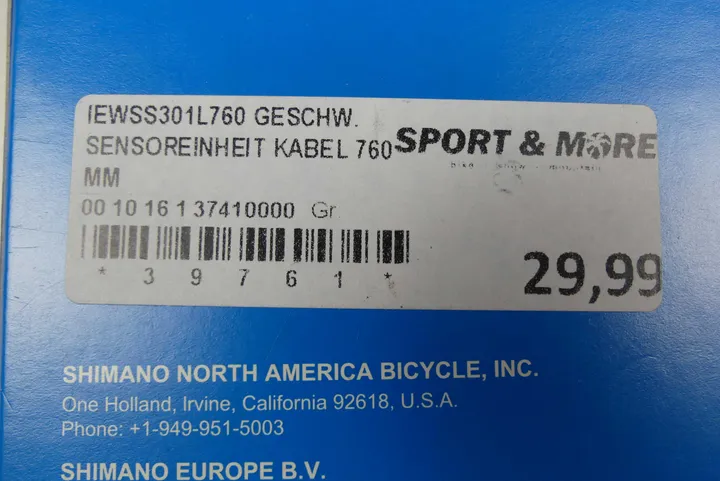 IEWSS301L760 GESCHW.
SENSOREINHEIT KABEL 760
MM
SPORT & MORE
00 10 16 1 37410000 Gr
* 3 9 7 6 1 *
29,99
SHIMANO NORTH AMERICA BICYCLE, INC.
One Holland, Irvine, California 92618, U.S.A.
Phone: +1-949-951-5003
SHIMANO EUROPE B.V.